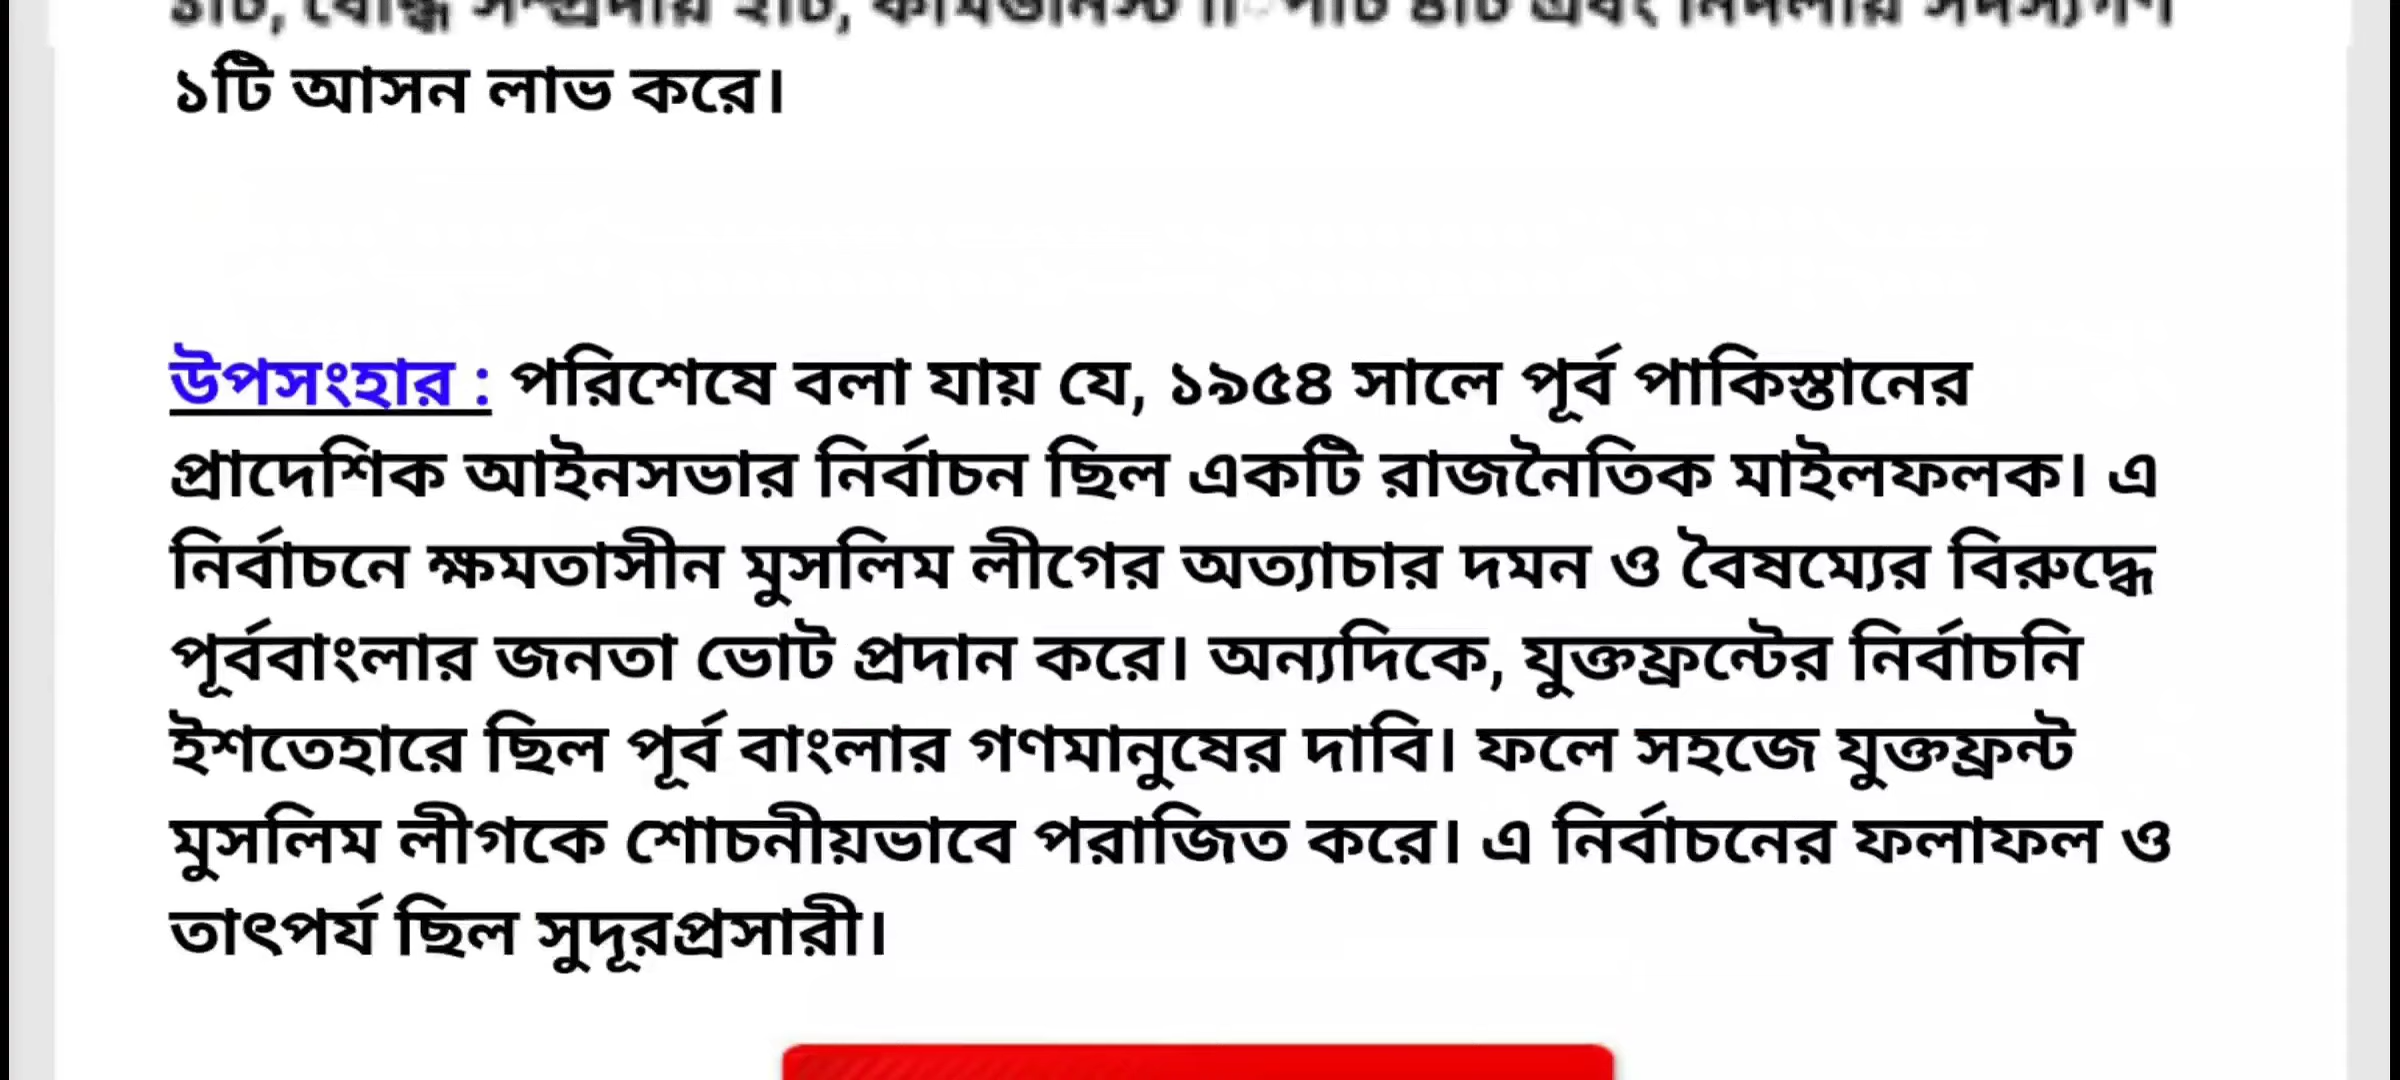 ১টি আসন লাভ করে।
উপসংহার : পরিশেষে বলা যায় যে, ১৯৫৪ সালে পূর্ব পাকিস্তানের
প্রাদেশিক আইনসভার নির্বাচন ছিল একটি রাজনৈতিক মাইলফলক। এ
নির্বাচনে ক্ষমতাসীন মুসলিম লীগের অত্যাচার দমন ও বৈষম্যের বিরুদ্ধে
পূর্ববাংলার জনতা ভোট প্রদান করে। অন্যদিকে, যুক্তফ্রন্টের নির্বাচনি
ইশতেহারে ছিল পূর্ব বাংলার গণমানুষের দাবি। ফলে সহজে যুক্তফ্রন্ট
মুসলিম লীগকে শোচনীয়ভাবে পরাজিত করে। এ নির্বাচনের ফলাফল ও
তাৎপর্য ছিল সুদূরপ্রসারী।